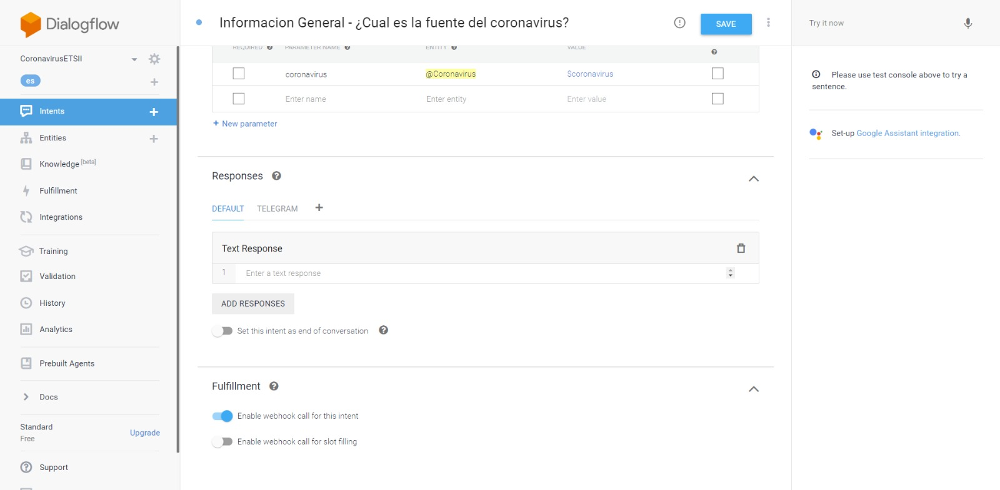 Dialogflow
Informacion General - ¿Cual es la fuente del coronavirus?
SAVE
Try it now
CoronavirusETSII
es
Intents
Entities
Knowledge [beta]
Fulfillment
Integrations
Training
Validation
History
Analytics
Prebuilt Agents
Docs
Standard
Free
Upgrade
Support
REQUIRED PARAMETER NAME ENTITY VALUE
coronavirus @Coronavirus $coronavirus
Enter name Enter entity Enter value
+ New parameter
Responses
DEFAULT TELEGRAM +
Text Response
1 Enter a text response
ADD RESPONSES
Set this intent as end of conversation
Fulfillment
Enable webhook call for this intent
Enable webhook call for slot filling
Please use test console above to try a
sentence.
Set-up Google Assistant integration.